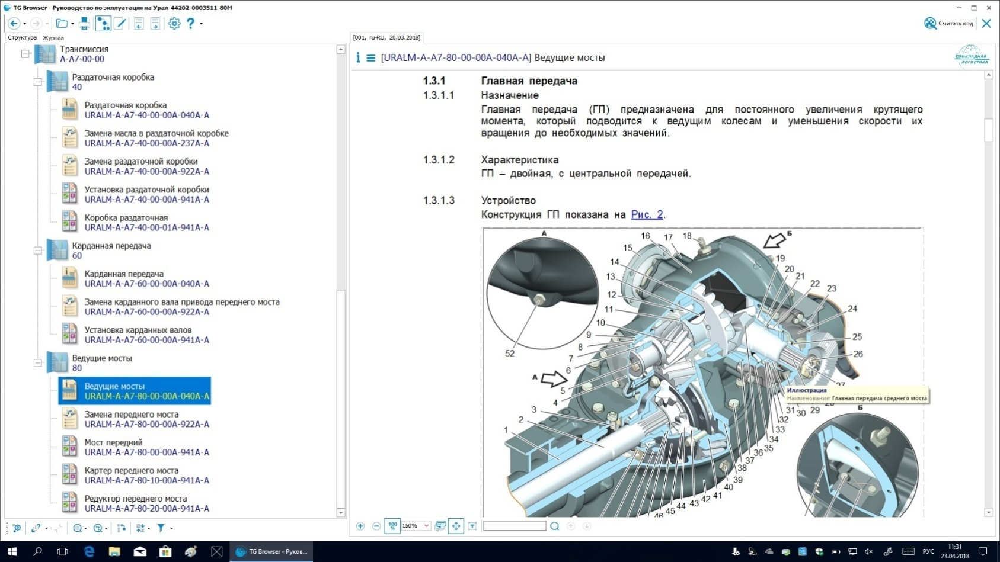 TG Browser - Руководство по экплуатации на Урал-44202-0003511-80М
Считать код
Структура Журнал
Трансмиссия
A-A7-00-00
Раздаточная коробка
40
Раздаточная коробка
URALM-A-A7-40-00-00A-040A-A
Замена масла в раздаточной коробке
URALM-A-A7-40-00-00A-237A-A
Замена раздаточной коробки
URALM-A-A7-40-00-00A-922A-A
Установка раздаточной коробки
URALM-A-A7-40-00-00A-941A-A
Коробка раздаточная
URALM-A-A7-40-00-01A-941A-A
Карданная передача
60
Карданная передача
URALM-A-A7-60-00-00A-040A-A
Замена карданного вала привода переднего моста
URALM-A-A7-60-00-00A-922A-A
Установка карданных валов
URALM-A-A7-60-00-00A-941A-A
Ведущие мосты
80
Ведущие мосты
URALM-A-A7-80-00-00A-040A-A
Замена переднего моста
URALM-A-A7-80-00-00A-922A-A
Мост передний
URALM-A-A7-80-00-00A-941A-A
Картер переднего моста
URALM-A-A7-80-10-00A-941A-A
Редуктор переднего моста
URALM-A-A7-80-20-00A-941A-A
[001, ru-RU, 20.03.2018]
[URALM-A-A7-80-00-00A-040A-A] Ведущие мосты
ПРИКЛАДНАЯ
ЛОГИСТИКА
1.3.1 Главная передача
1.3.1.1 Назначение
Главная передача (ГП) предназначена для постоянного увеличения крутящего
момента, который подводится к ведущим колесам и уменьшения скорости их
вращения до необходимых значений.
1.3.1.2 Характеристика
ГП – двойная, с центральной передачей.
1.3.1.3 Устройство
Конструкция ГП показана на Рис. 2.
А
52
А
Б
1
2
3
4
5
6
7
8
9
10
11
12
13
14
15
16
17
18
19
20
21
22
23
24
25
26
27
Иллюстрация
Наименование: Главная передача среднего моста
29
30
31
32
33
34
35
36
37
38
39
40
41
42
43
44
45
46
Б
100
%
150%
TG Browser - Руков...
РУС
11:31
23.04.2018